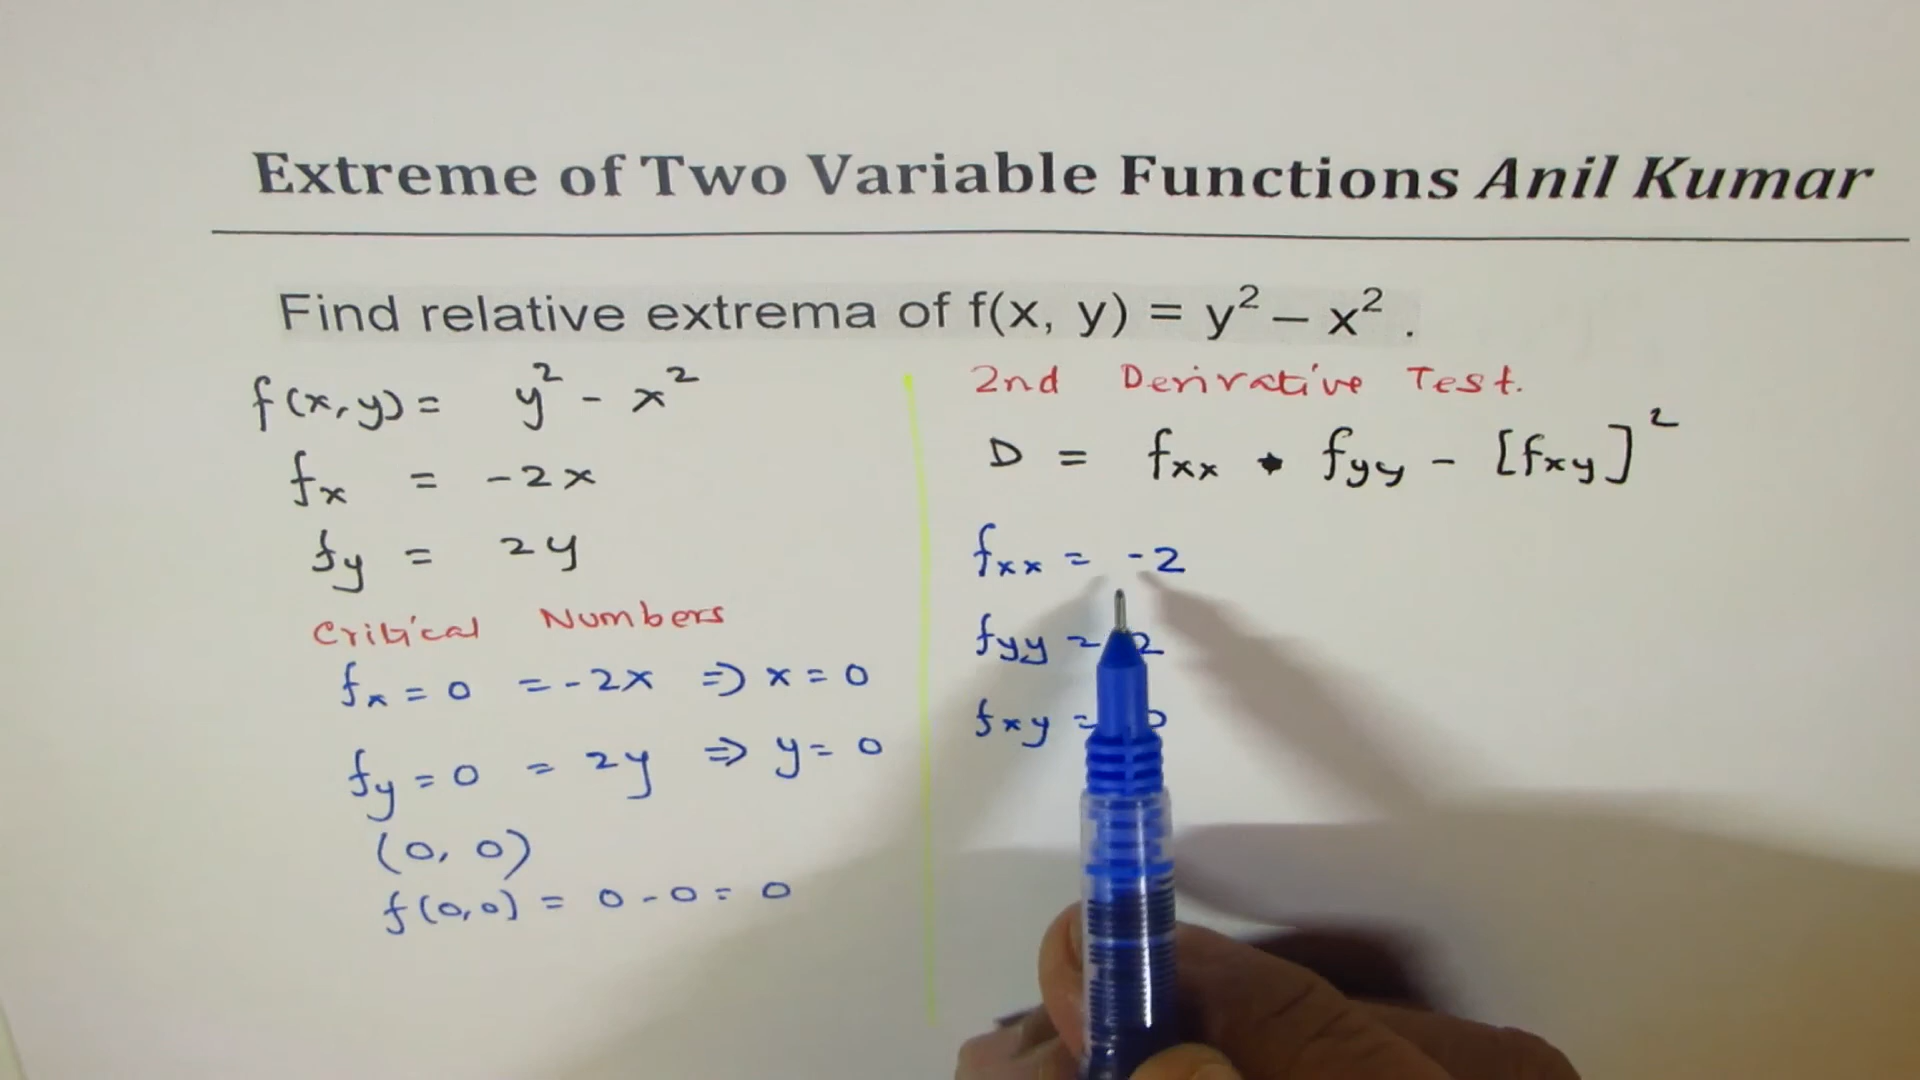 Extreme of Two Variable Functions Anil Kumar
Find relative extrema of f(x, y) = y² – x² .
f(x,y) = y² - x²
fx = -2x
fy = 2y
Critical Numbers
fx = 0 = -2x ⇒ x = 0
fy = 0 = 2y ⇒ y = 0
(0, 0)
f(0,0) = 0 - 0 = 0
2nd Derivative Test.
D = fxx • fyy - [fxy]²
fxx = -2
fyy = 2
fxy = 0